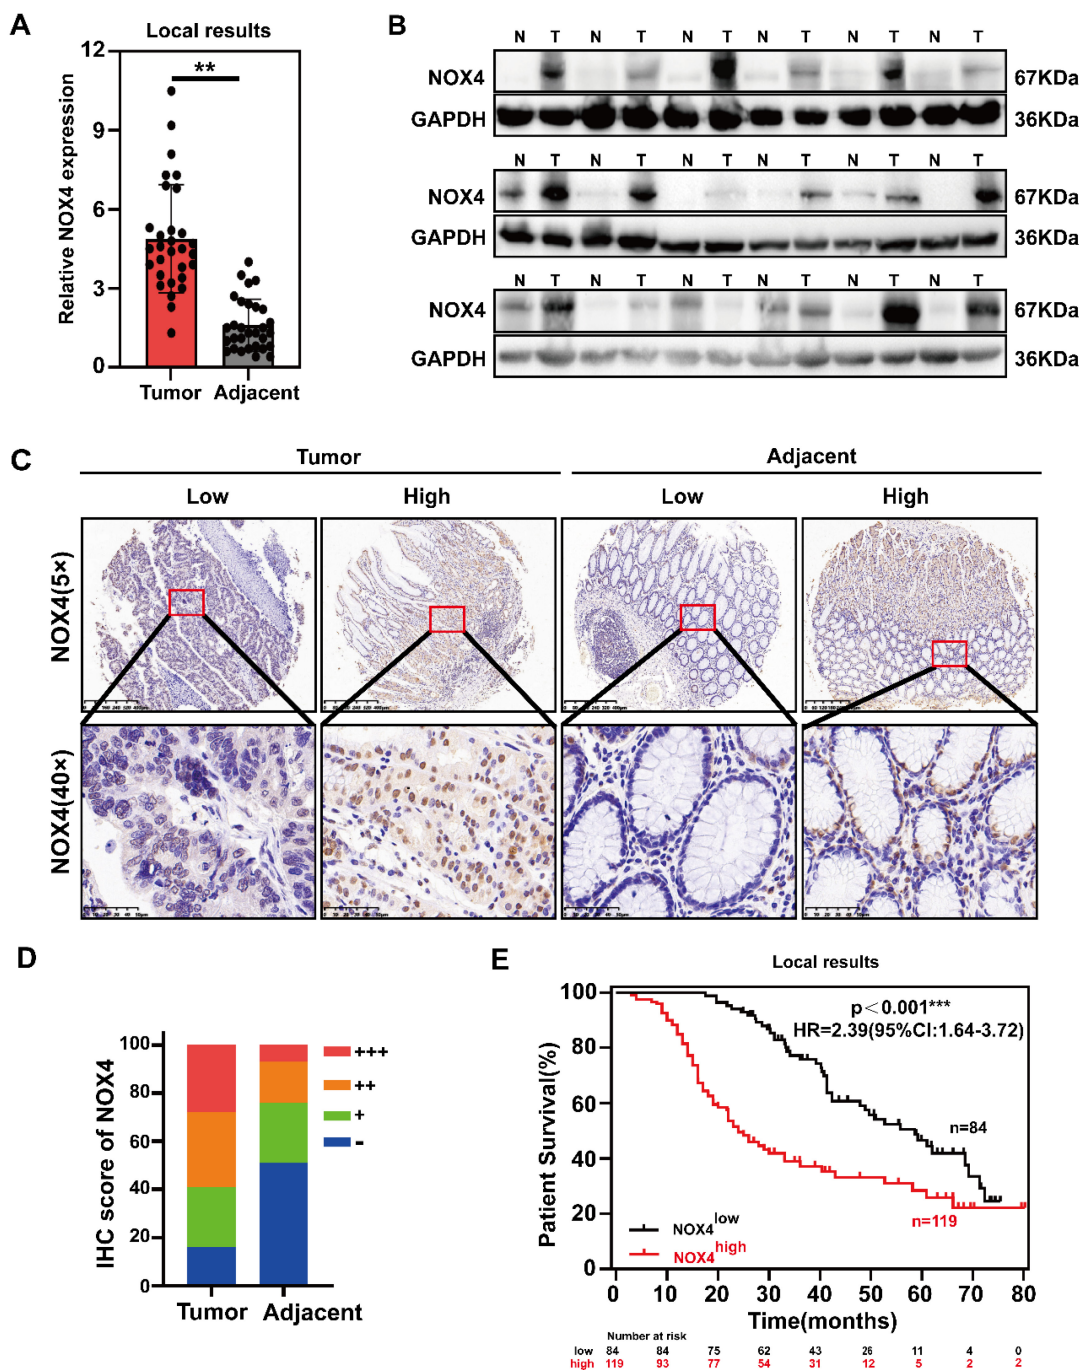 A
Local results
Relative NOX4 expression
12
9
6
3
0
**
Tumor
Adjacent
B
N T N T N T N T N T N T
NOX4 67KDa
GAPDH 36KDa
N T N T N T N T N T N T
NOX4 67KDa
GAPDH 36KDa
N T N T N T N T N T N T
NOX4 67KDa
GAPDH 36KDa
C
Tumor
Adjacent
Low
High
Low
High
NOX4(5×)
NOX4(40×)
D
IHC score of NOX4
100
80
60
40
20
0
+++
++
+
-
Tumor
Adjacent
E
Local results
Patient Survival(%)
100
80
60
40
20
0
p<0.001***
HR=2.39(95%CI:1.64-3.72)
n=84
n=119
NOX4low
NOX4high
0 10 20 30 40 50 60 70 80
Time(months)
Number at risk
low 84 84 75 62 43 26 11 4 0
high 119 93 77 54 31 12 5 2 2